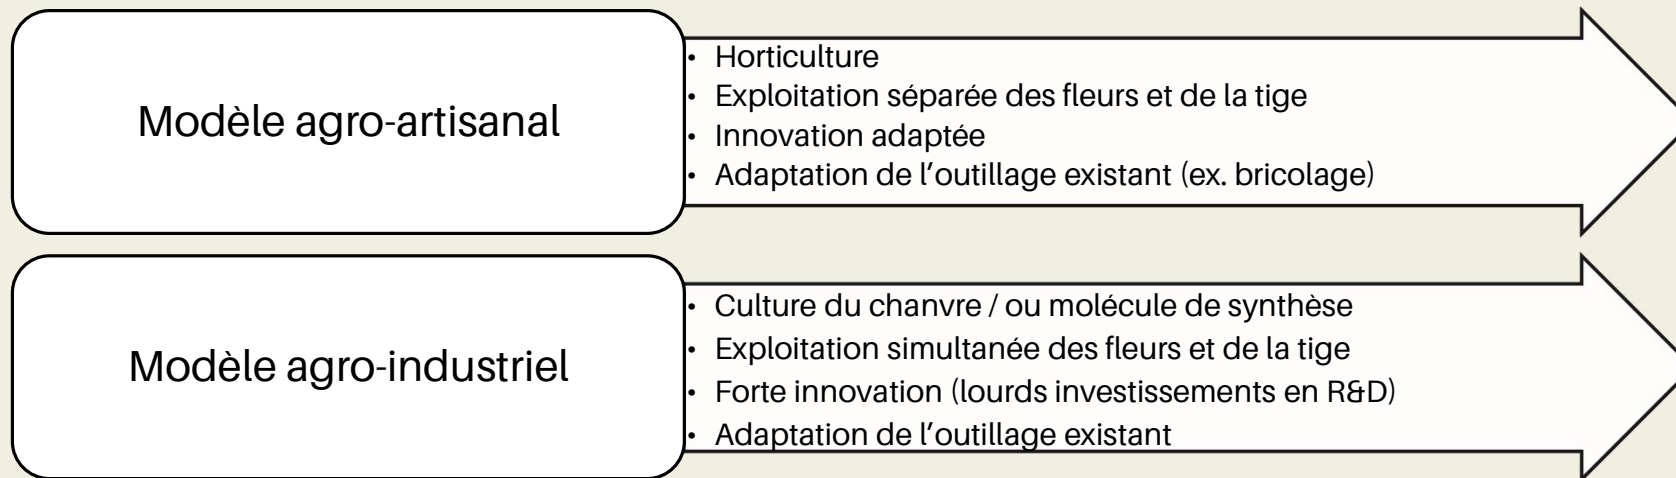 Modèle agro-artisanal
• Horticulture
• Exploitation séparée des fleurs et de la tige
• Innovation adaptée
• Adaptation de l’outillage existant (ex. bricolage)
Modèle agro-industriel
• Culture du chanvre / ou molécule de synthèse
• Exploitation simultanée des fleurs et de la tige
• Forte innovation (lourds investissements en R&D)
• Adaptation de l’outillage existant